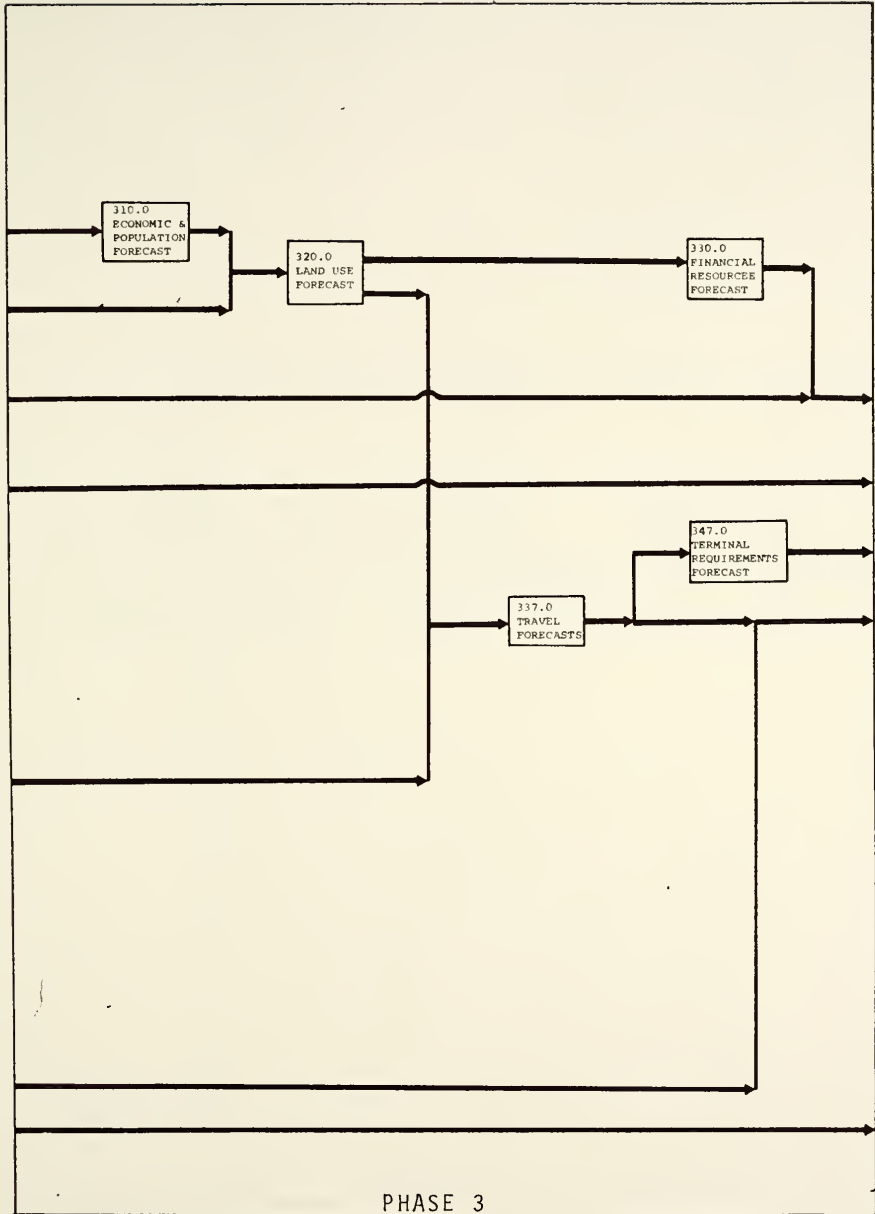 310.0
ECONOMIC &
POPULATION
FORECAST
320.0
LAND USE
FORECAST
330.0
FINANCIAL
RESOURCEE
FORECAST
347.0
TERMINAL
REQUIREMENTS
FORECAST
337.0
TRAVEL
FORECASTS
PHASE 3